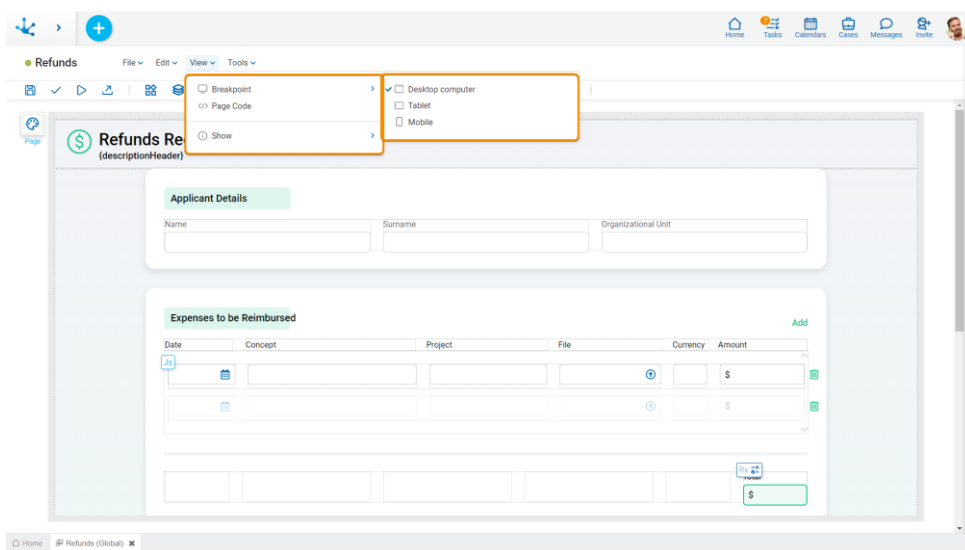 7
Home Tasks Calendars Cases Messages Invite
Refunds File Edit View Tools
Breakpoint
Desktop computer
</> Page Code
Tablet
Mobile
Show
Page
$ Refunds Re
{descriptionHeader}
Applicant Details
Name Surname Organizational Unit
Expenses to be Reimbursed
Add
Date Concept Project File Currency Amount
Js
$
$
Rx
Total
$
Home Refunds (Global)